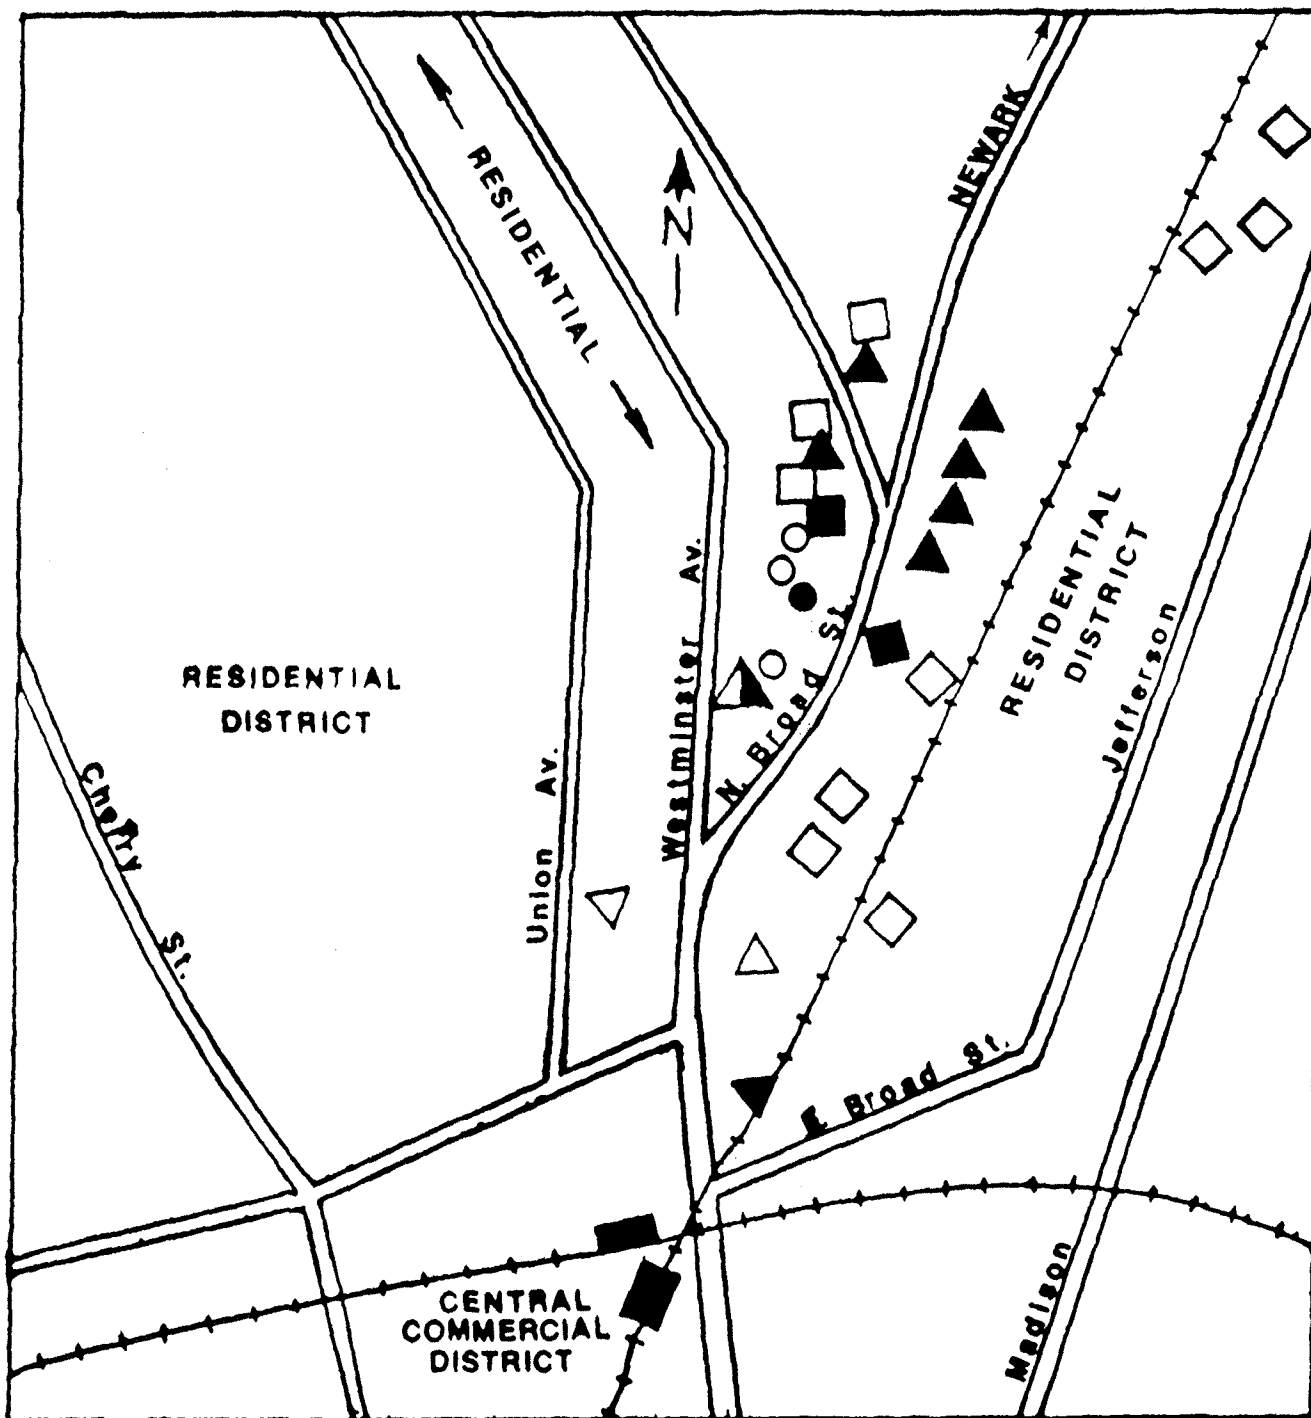 RESIDENTIAL
N
NEWARK
RESIDENTIAL
DISTRICT
RESIDENTIAL
DISTRICT
Jefferson
Westminster Av.
N. Broad St.
Union Av.
Cherry St.
E. Broad St.
Madison
CENTRAL
COMMERCIAL
DISTRICT